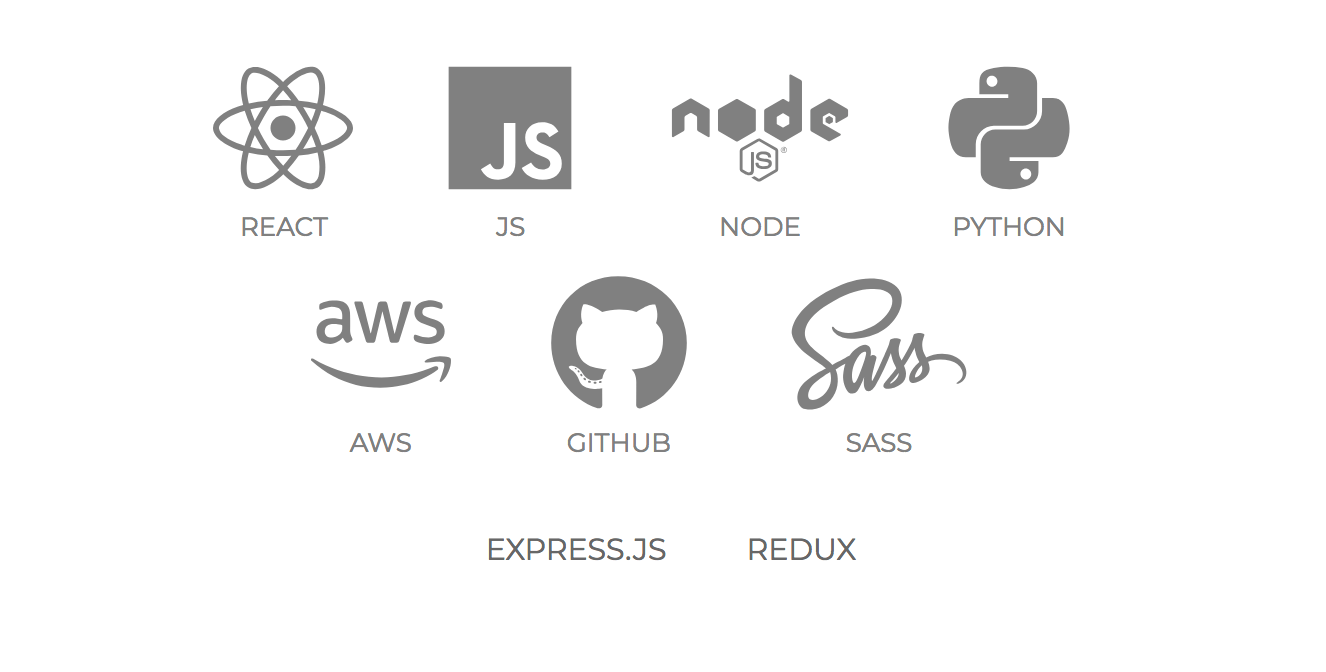 JS
node
JS ®
REACT JS NODE PYTHON
aws
Sass
AWS GITHUB SASS
EXPRESS.JS REDUX